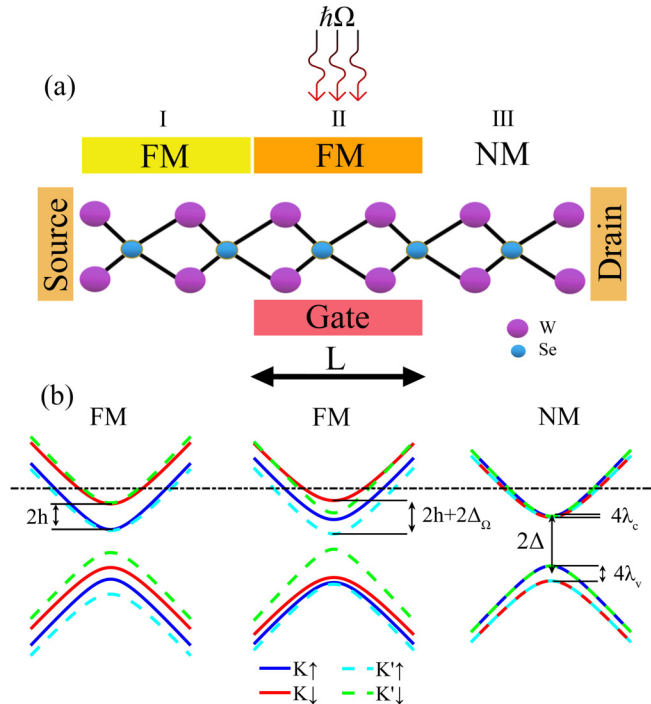 ħΩ
(a)
I II III
FM FM NM
Source
Drain
Gate
W
Se
L
(b)
FM FM NM
2h
2h+2Δ_Ω
4λ_c
2Δ
4λ_v
K↑ K'↑
K↓ K'↓